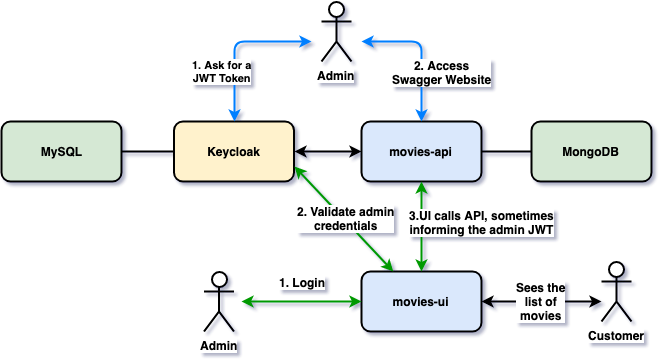 1. Ask for a
JWT Token
Admin
2. Access
Swagger Website
MySQL
Keycloak
movies-api
MongoDB
2. Validate admin
credentials
3.UI calls API, sometimes
informing the admin JWT
1. Login
Admin
movies-ui
Sees the
list of
movies
Customer